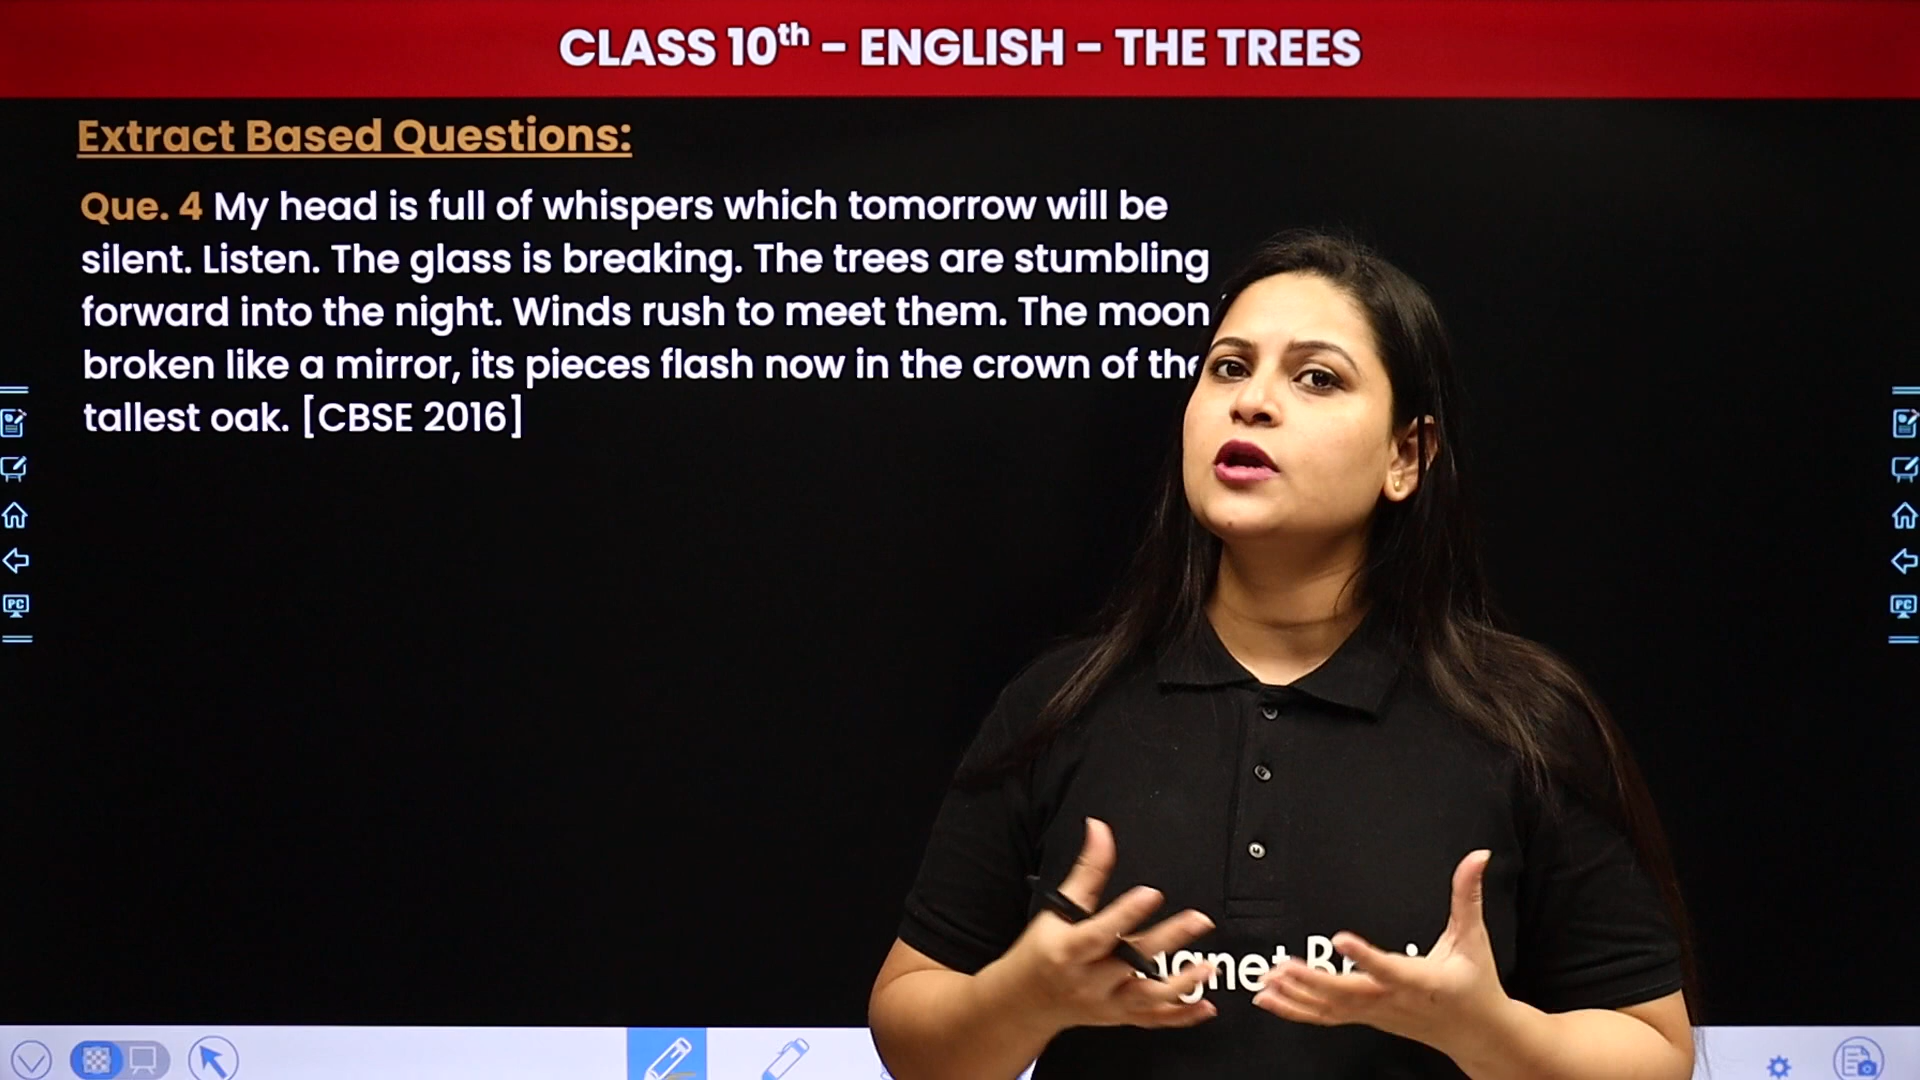 CLASS 10th - ENGLISH - THE TREES
Extract Based Questions:
Que. 4 My head is full of whispers which tomorrow will be
silent. Listen. The glass is breaking. The trees are stumbling
forward into the night. Winds rush to meet them. The moon
broken like a mirror, its pieces flash now in the crown of the
tallest oak. [CBSE 2016]
PC
PC